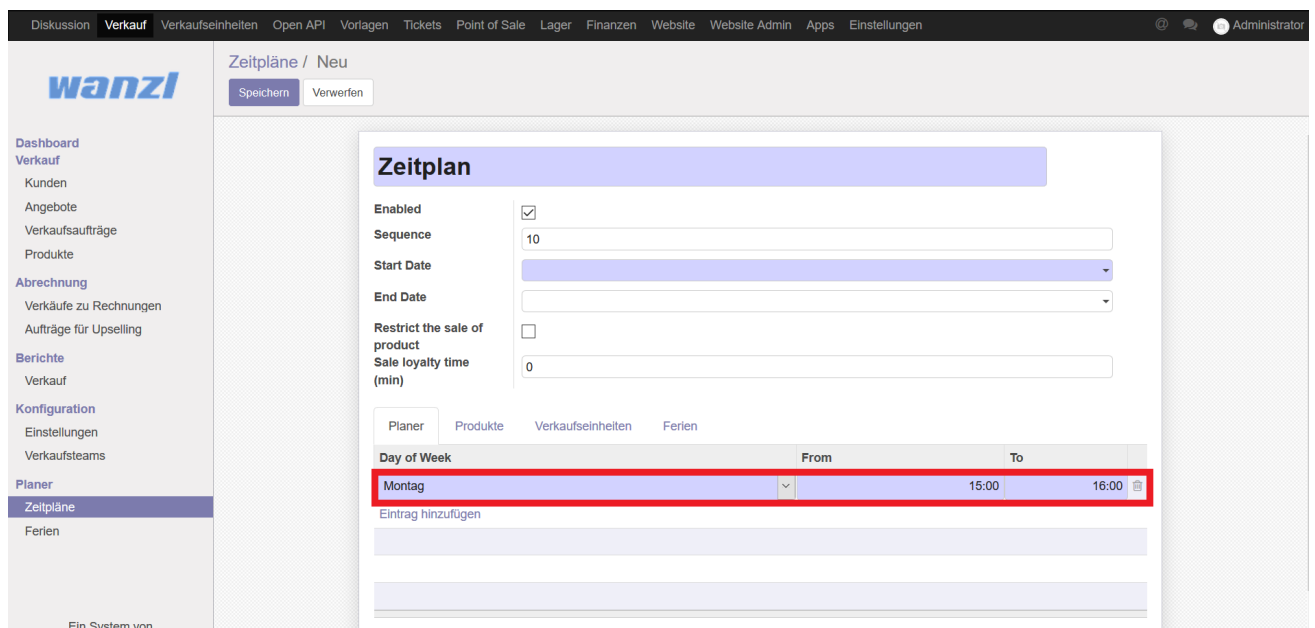 Diskussion Verkauf Verkaufseinheiten Open API Vorlagen Tickets Point of Sale Lager Finanzen Website Website Admin Apps Einstellungen @ Administrator
wanzl
Zeitpläne / Neu
Speichern Verwerfen
Dashboard
Verkauf
Kunden
Angebote
Verkaufsaufträge
Produkte
Abrechnung
Verkäufe zu Rechnungen
Aufträge für Upselling
Berichte
Verkauf
Konfiguration
Einstellungen
Verkaufsteams
Planer
Zeitpläne
Ferien
Ein System von
Zeitplan
Enabled
Sequence 10
Start Date
End Date
Restrict the sale of
product
Sale loyalty time
(min) 0
Planer Produkte Verkaufseinheiten Ferien
Day of Week From To
Montag 15:00 16:00
Eintrag hinzufügen